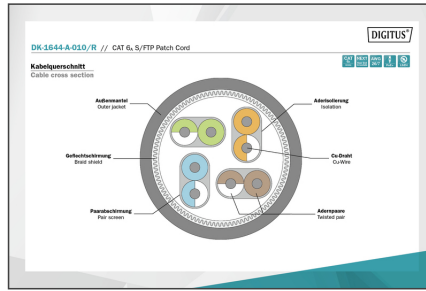 DIGITUS®
DK-1644-A-010/R // CAT 6A S/FTP Patch Cord
Kabelquerschnitt
Cable cross section
Außenmantel
Outer jacket
Aderisolierung
Isolation
Geflechtschirmung
Braid shield
Cu-Draht
Cu-Wire
Paarabschirmung
Pair screen
Adernpaare
Twisted pair